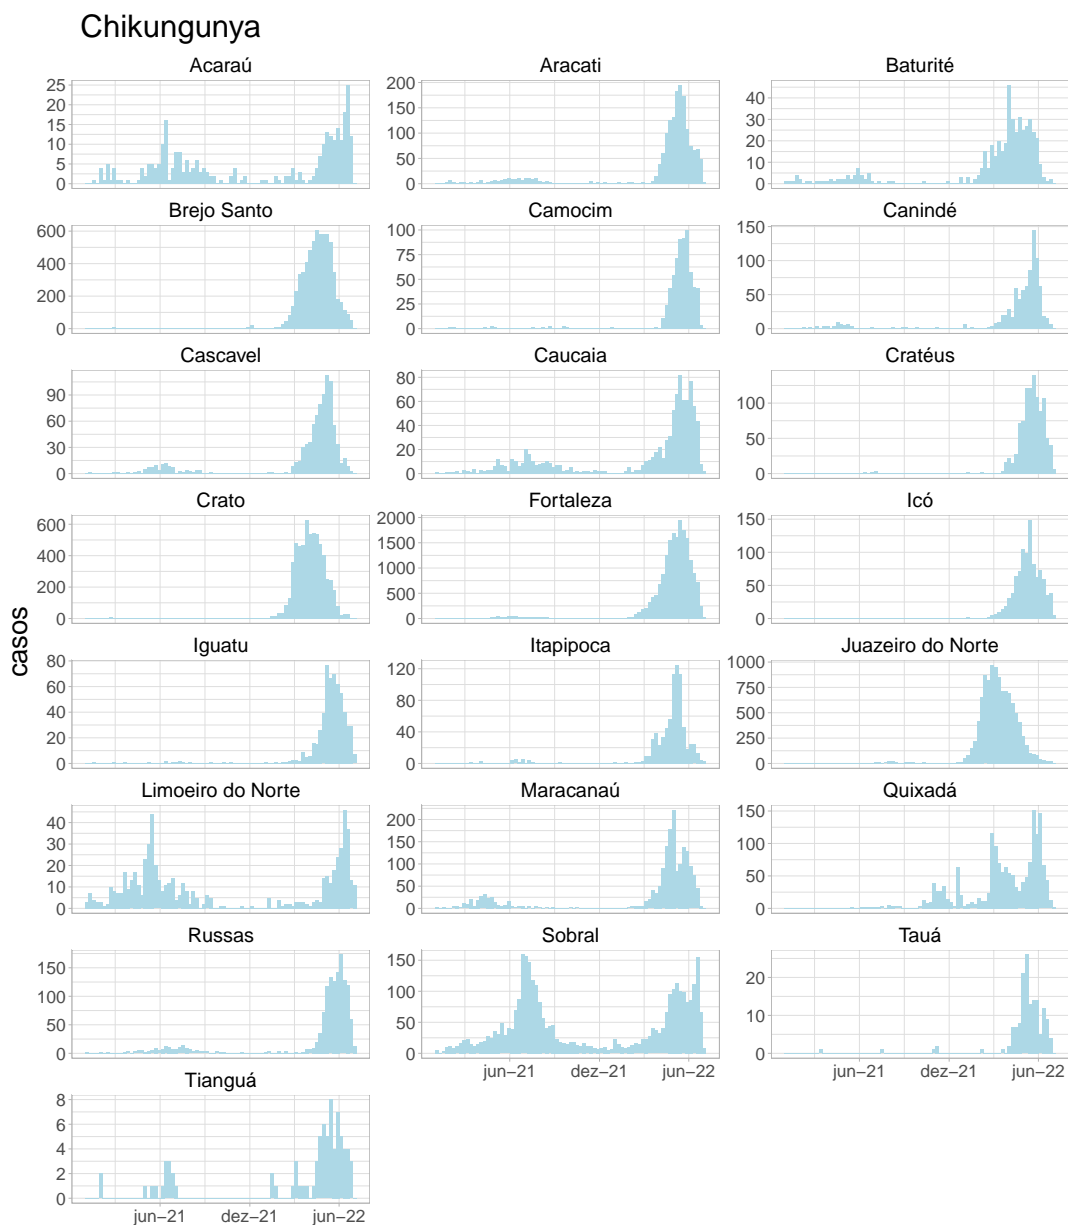 Chikungunya
Acaraú Aracati Baturité
25 20 15 10 5 0
200 150 100 50 0
40 30 20 10 0
Brejo Santo Camocim Canindé
600 400 200 0
100 75 50 25 0
150 100 50 0
Cascavel Caucaia Cratéus
90 60 30 0
80 60 40 20 0
100 50 0
Crato Fortaleza Icó
600 400 200 0
2000 1500 1000 500 0
150 100 50 0
casos
Iguatu Itapipoca Juazeiro do Norte
80 60 40 20 0
120 80 40 0
1000 750 500 250 0
Limoeiro do Norte Maracanaú Quixadá
40 30 20 10 0
200 150 100 50 0
150 100 50 0
Russas Sobral Tauá
150 100 50 0
150 100 50 0
20 10 0
jun−21 dez−21 jun−22 jun−21 dez−21 jun−22
Tianguá
8 6 4 2 0
jun−21 dez−21 jun−22